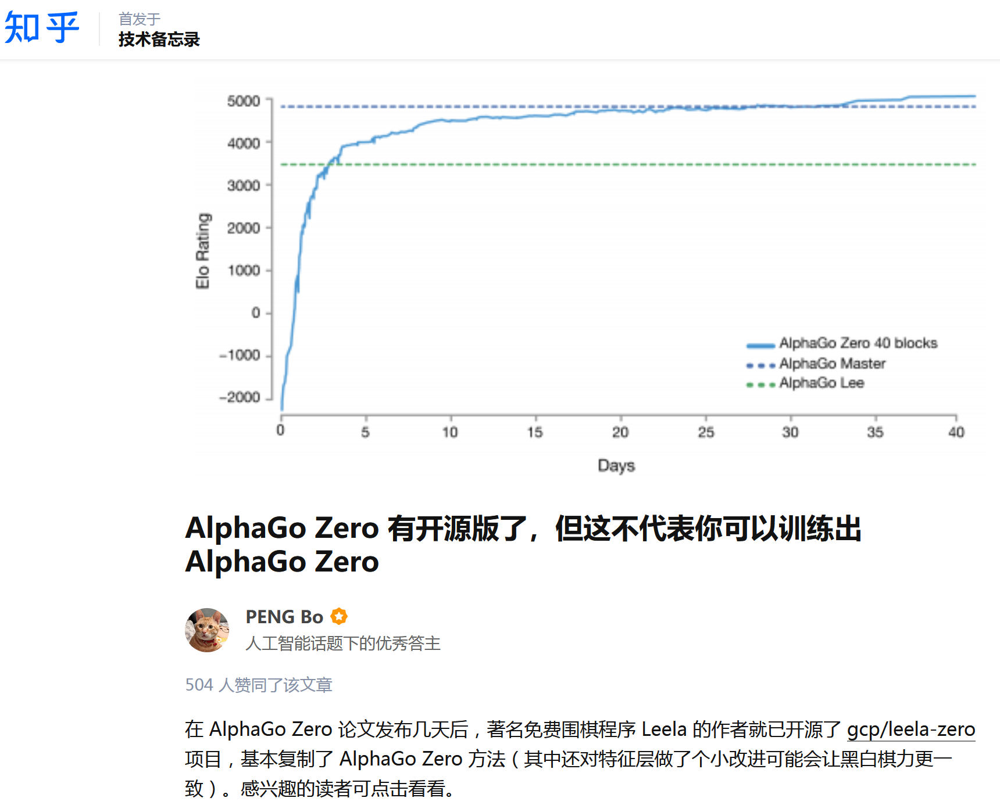 知乎
首发于
技术备忘录
5000
4000
3000
2000
1000
0
−1000
−2000
Elo Rating
AlphaGo Zero 40 blocks
AlphaGo Master
AlphaGo Lee
0 5 10 15 20 25 30 35 40
Days
AlphaGo Zero 有开源版了，但这不代表你可以训练出
AlphaGo Zero
PENG Bo
人工智能话题下的优秀答主
504 人赞同了该文章
在 AlphaGo Zero 论文发布几天后，著名免费围棋程序 Leela 的作者就已开源了 gcp/leela-zero
项目，基本复制了 AlphaGo Zero 方法（其中还对特征层做了个小改进可能会让黑白棋力更一
致）。感兴趣的读者可点击看看。